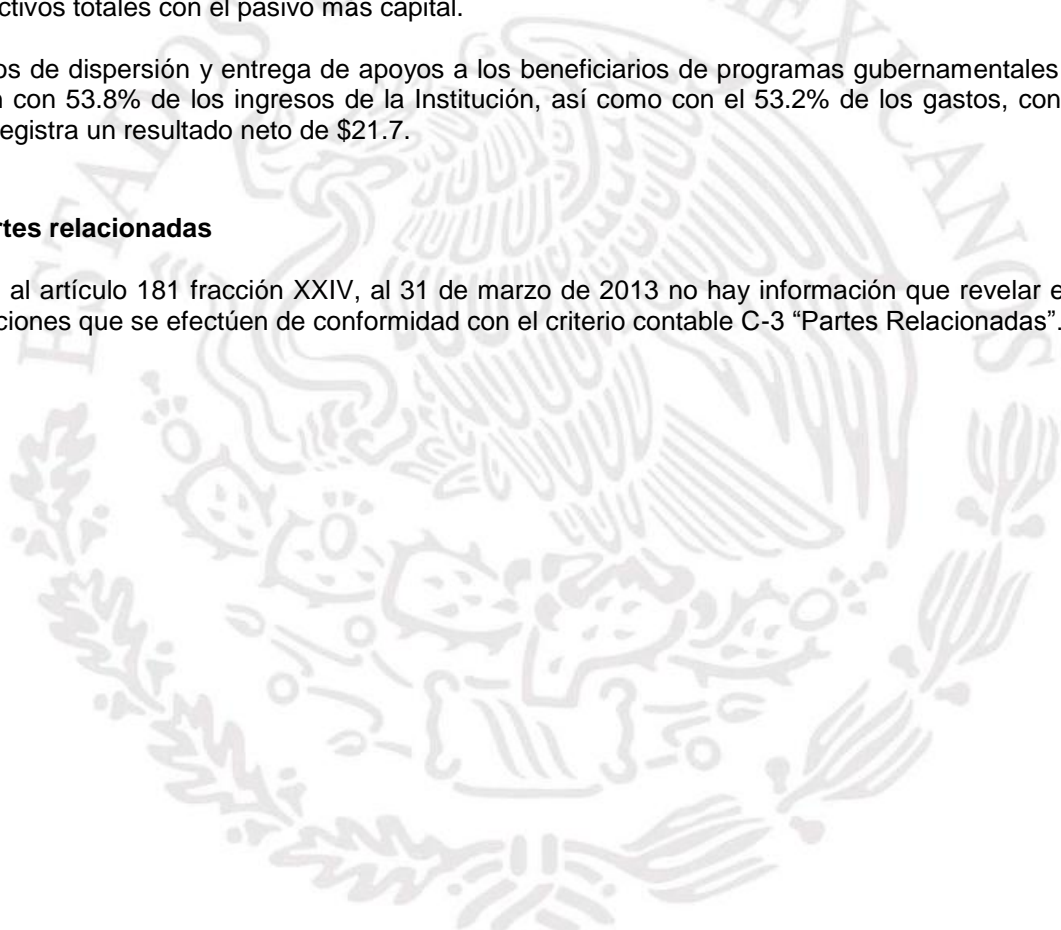 ctivos totales con el pasivo más capital.
os de dispersión y entrega de apoyos a los beneficiarios de programas gubernamentales
con 53.8% de los ingresos de la Institución, así como con el 53.2% de los gastos, con
egistra un resultado neto de $21.7.
rtes relacionadas
al artículo 181 fracción XXIV, al 31 de marzo de 2013 no hay información que revelar e
ciones que se efectúen de conformidad con el criterio contable C-3 “Partes Relacionadas”.
ESTADOS
MEXICANOS